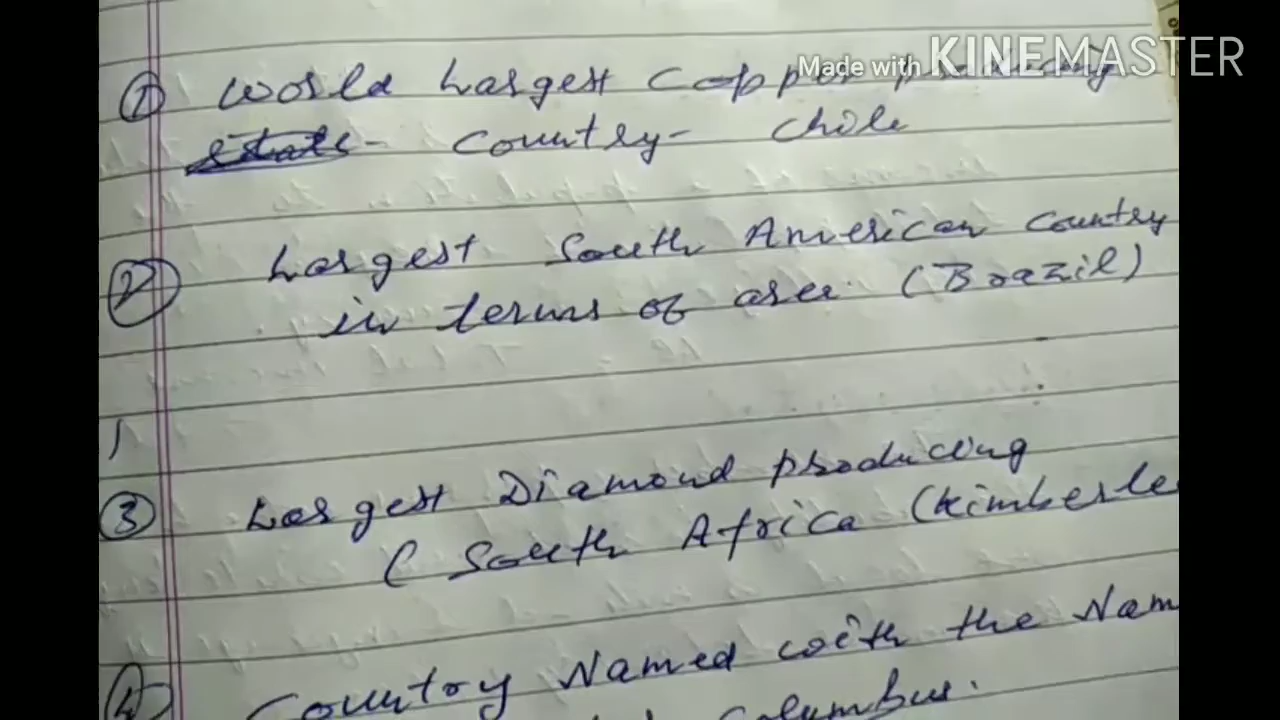 Made with KINEMASTER
① World Largest Copper producing
Country - Chile
② Largest South American Country
in terms of area (Brazil)
③ Largest Diamond producing
( South Africa (Kimberle
④ Country Named with the Nam
Columbus.